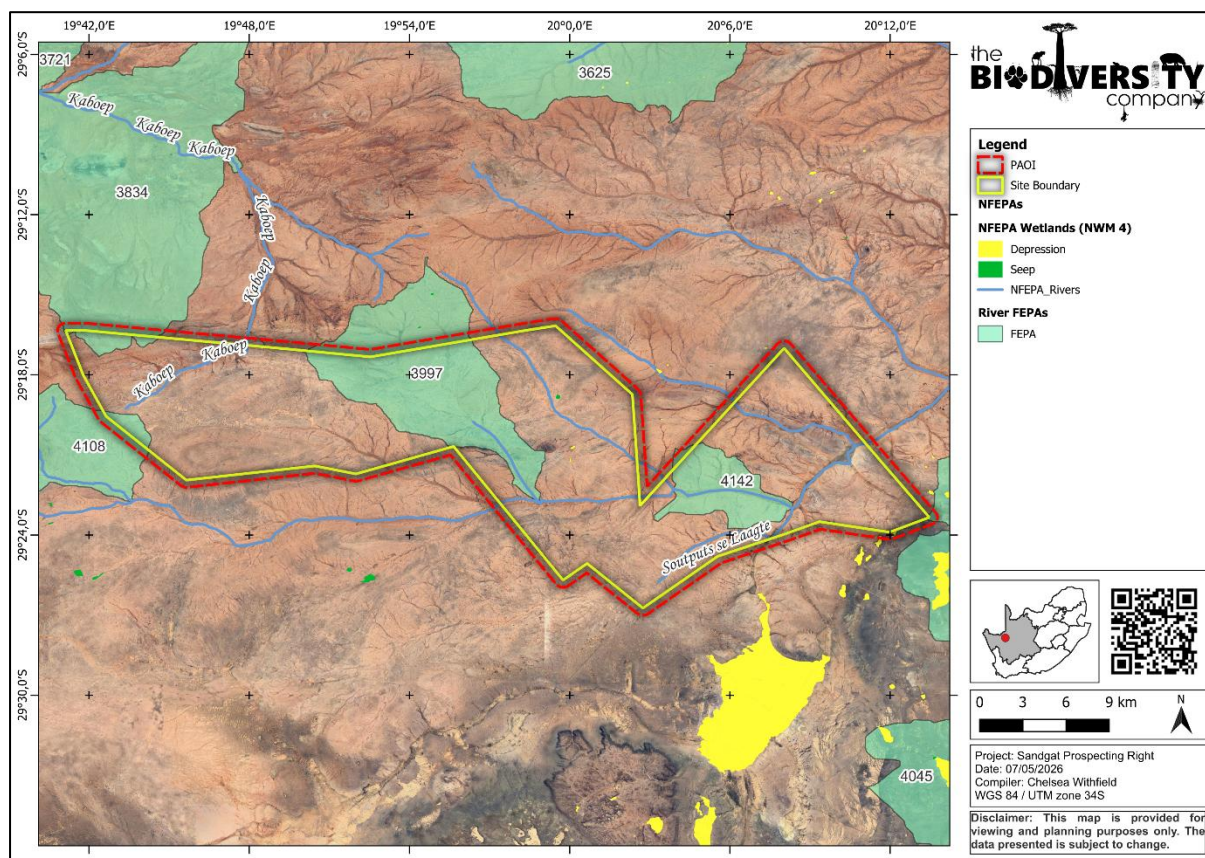 19°42,0'E 19°48,0'E 19°54,0'E 20°0,0'E 20°6,0'E 20°12,0'E
29°6,0'S
29°12,0'S
29°18,0'S
29°24,0'S
29°30,0'S
3721
3625
Kaboep
Kaboep
Kaboep
3834
Kaboep
Kaboep
Kaboep
3997
Kaboep
4108
4142
Soutputs se Laagte
4045
the
BIODIVERSITY
company
Legend
PAOI
Site Boundary
NFEPAs
NFEPA Wetlands (NWM 4)
Depression
Seep
NFEPA_Rivers
River FEPAs
FEPA
0 3 6 9 km
N
Project: Sandgat Prospecting Right
Date: 07/05/2026
Compiler: Chelsea Withfield
WGS 84 / UTM zone 34S
Disclaimer: This map is provided for
viewing and planning purposes only. The
data presented is subject to change.